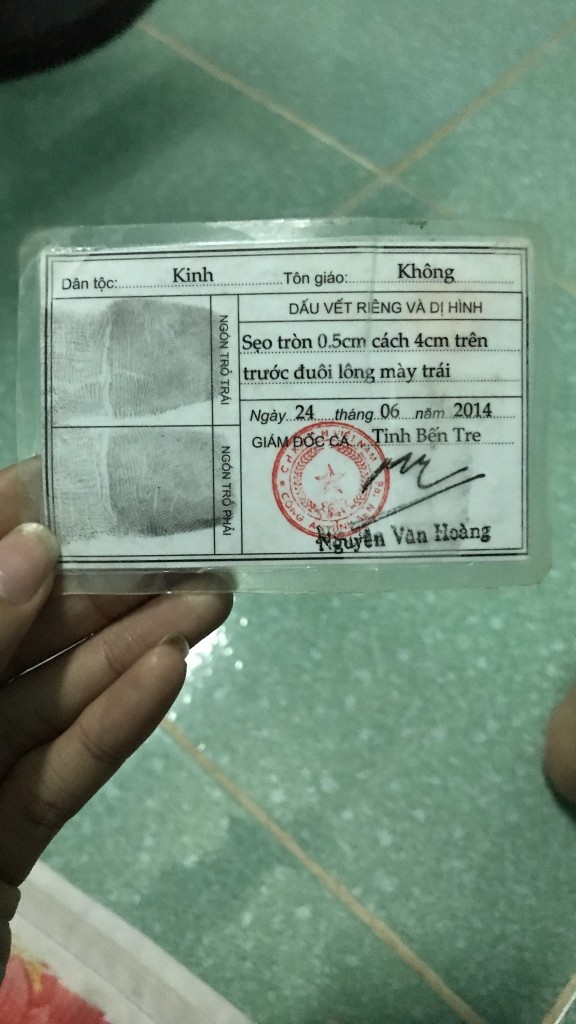 Dân tộc: Kinh Tôn giáo: Không
NGÓN TRỎ TRÁI
NGÓN TRỎ PHẢI
DẤU VẾT RIÊNG VÀ DỊ HÌNH
Sẹo tròn 0.5cm cách 4cm trên
trước đuôi lông mày trái
Ngày 24 tháng 06 năm 2014
GIÁM ĐỐC CA Tỉnh Bến Tre
Nguyễn Văn Hoàng